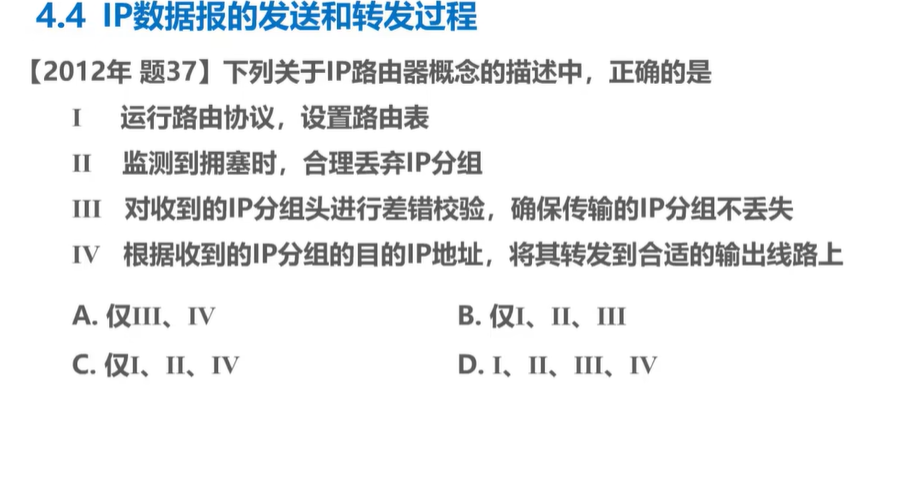 4.4 IP数据报的发送和转发过程
【2012年 题37】下列关于IP路由器概念的描述中，正确的是
I 运行路由协议，设置路由表
II 监测到拥塞时，合理丢弃IP分组
III 对收到的IP分组头进行差错校验，确保传输的IP分组不丢失
IV 根据收到的IP分组的目的IP地址，将其转发到合适的输出线路上
A. 仅III、IV B. 仅I、II、III
C. 仅I、II、IV D. I、II、III、IV